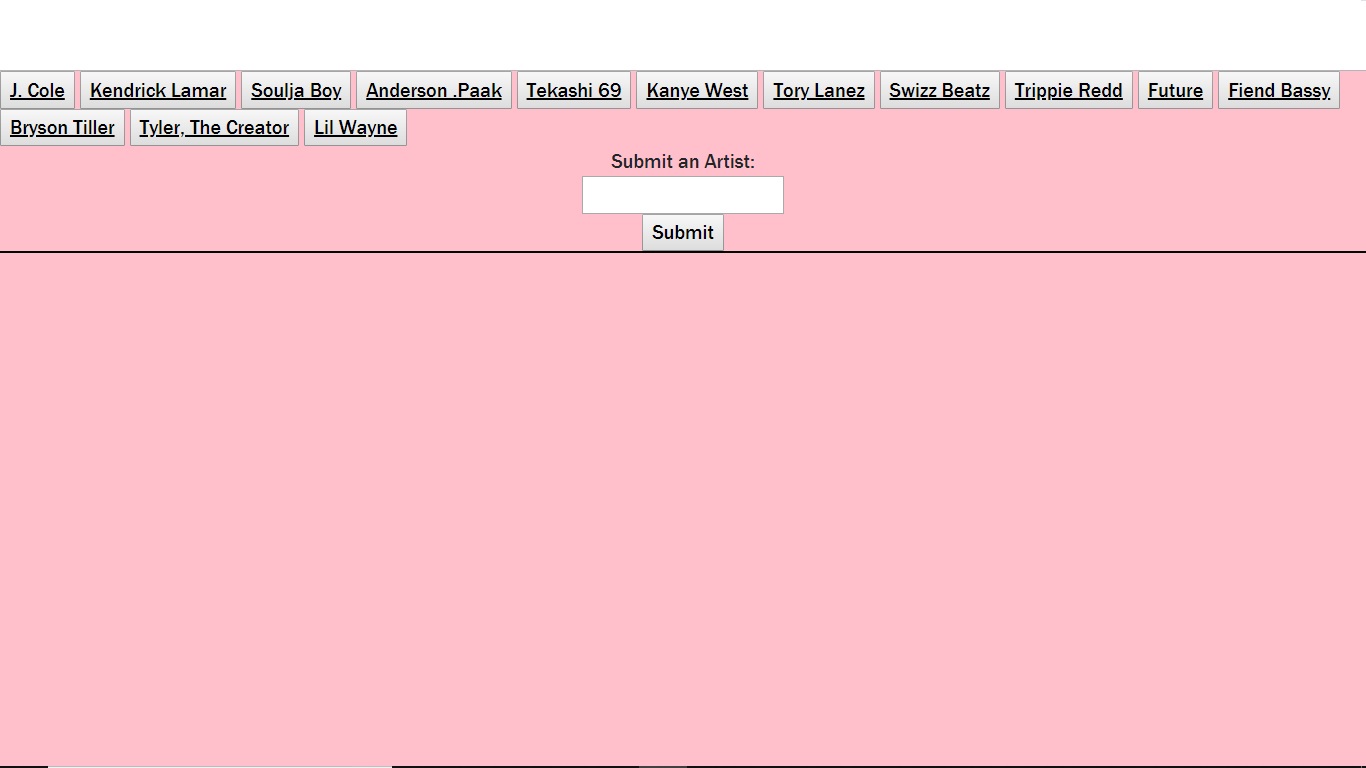 J. Cole Kendrick Lamar Soulja Boy Anderson .Paak Tekashi 69 Kanye West Tory Lanez Swizz Beatz Trippie Redd Future Fiend Bassy
Bryson Tiller Tyler, The Creator Lil Wayne
Submit an Artist:
Submit